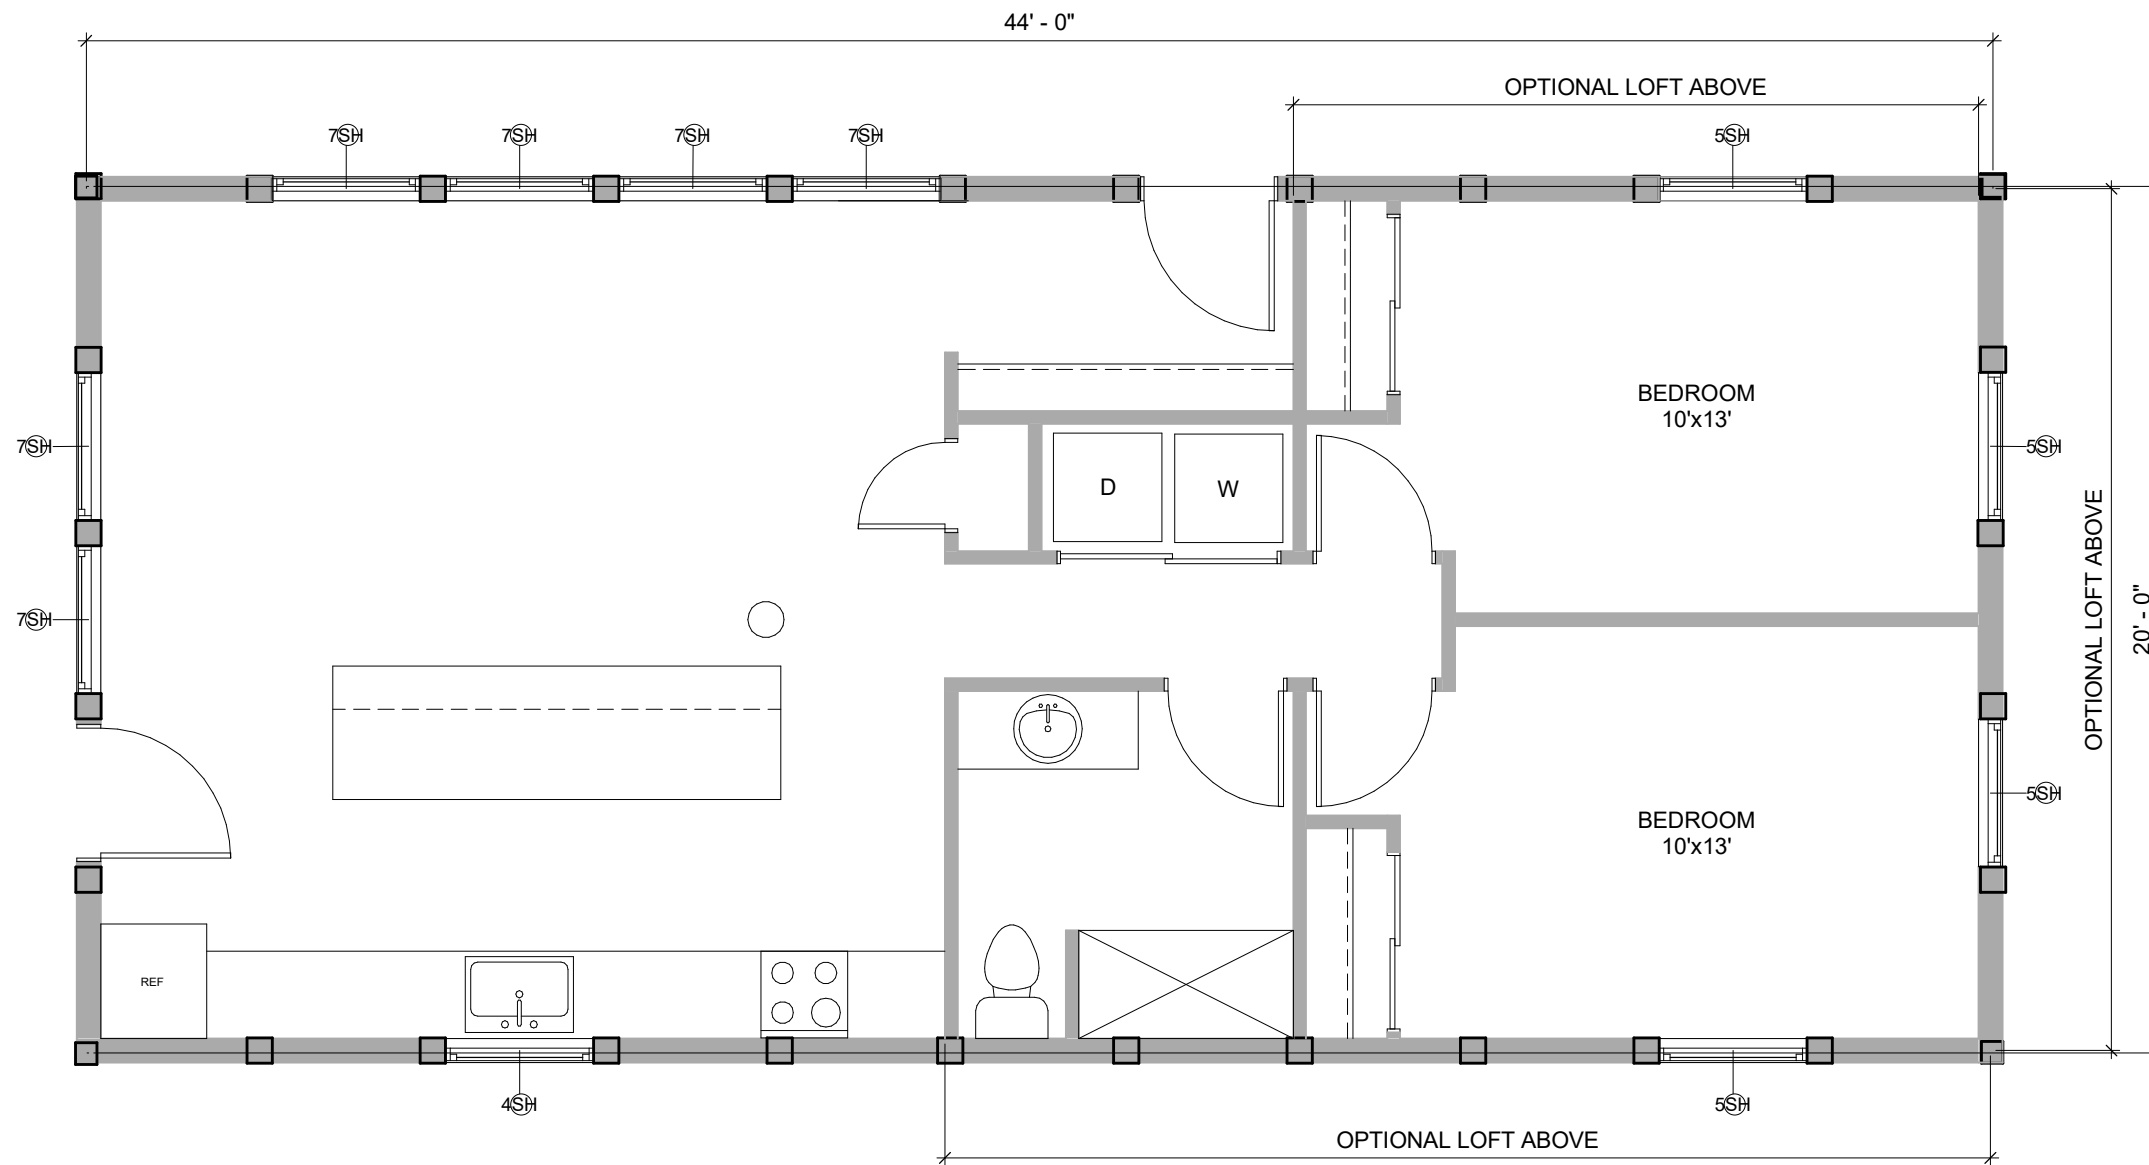 44' - 0"
OPTIONAL LOFT ABOVE
7SH
7SH
7SH
7SH
5SH
BEDROOM
10'x13'
7SH
5SH
D
W
OPTIONAL LOFT ABOVE
20' - 0"
7SH
5SH
BEDROOM
10'x13'
REF
4SH
5SH
OPTIONAL LOFT ABOVE